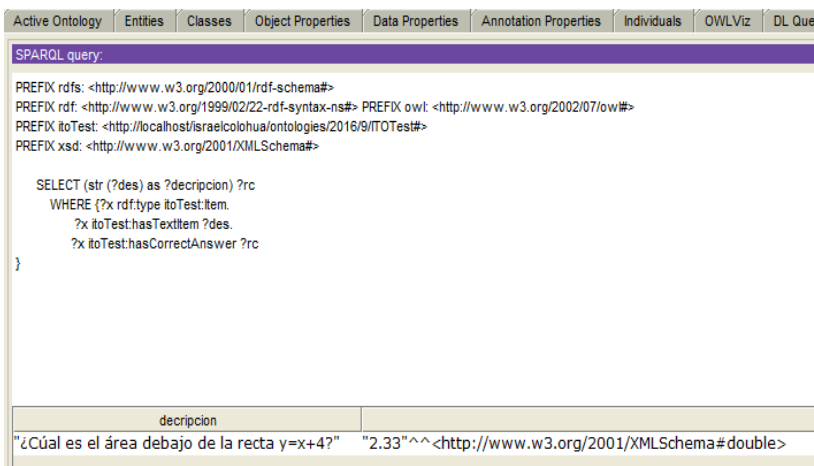 Active Ontology Entities Classes Object Properties Data Properties Annotation Properties Individuals OWLViz DL Que
SPARQL query:
PREFIX rdfs: <http://www.w3.org/2000/01/rdf-schema#>
PREFIX rdf: <http://www.w3.org/1999/02/22-rdf-syntax-ns#> PREFIX owl: <http://www.w3.org/2002/07/owl#>
PREFIX itoTest: <http://localhost/israelcolohua/ontologies/2016/9/ITOTest#>
PREFIX xsd: <http://www.w3.org/2001/XMLSchema#>
SELECT (str (?des) as ?decripcion) ?rc
WHERE {?x rdf:type itoTest:Item.
?x itoTest:hasTextItem ?des.
?x itoTest:hasCorrectAnswer ?rc
}
decripcion
"¿Cúal es el área debajo de la recta y=x+4?" "2.33"^^<http://www.w3.org/2001/XMLSchema#double>